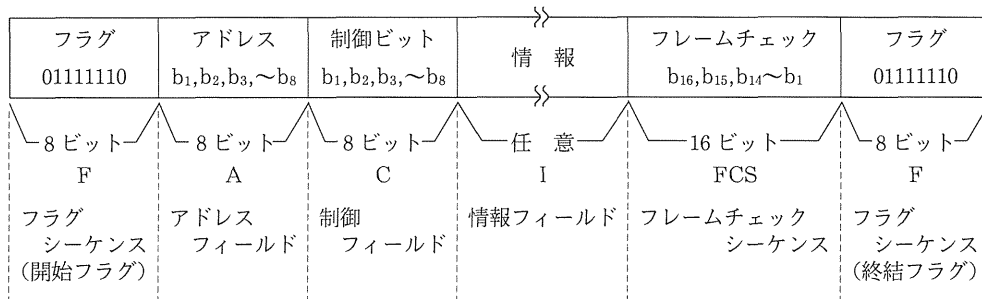 フラグ アドレス 制御ビット 情報 フレームチェック フラグ
01111110 b1,b2,b3,～b8 b1,b2,b3,～b8 b16,b15,b14～b1 01111110
8ビット 8ビット 8ビット 任意 16ビット 8ビット
F A C I FCS F
フラグ アドレス 制御 情報フィールド フレームチェック フラグ
シーケンス フィールド フィールド シーケンス シーケンス
(開始フラグ) (終結フラグ)